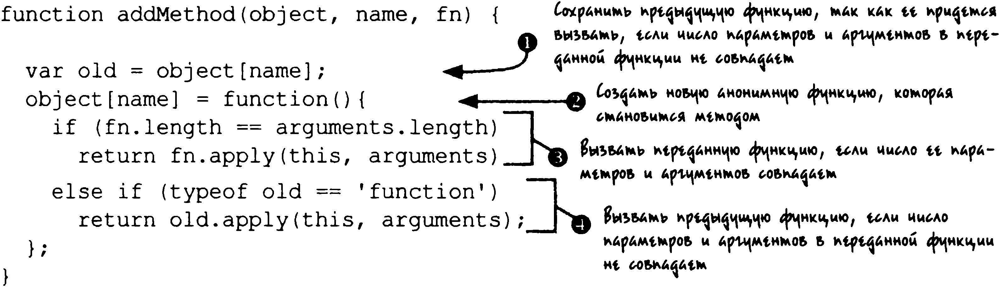 function addMethod(object, name, fn) {
Сохранить предыдущую функцию, так как ее придется
вызвать, если число параметров и аргументов в пере-
данной функции не совпадает
1
var old = object[name];
object[name] = function(){
2
Создать новую анонимную функцию, которая
становится методом
if (fn.length == arguments.length)
return fn.apply(this, arguments)
3
Вызвать переданную функцию, если число ее пара-
метров и аргументов совпадает
else if (typeof old == 'function')
return old.apply(this, arguments);
4
Вызвать предыдущую функцию, если число
параметров и аргументов в переданной функции
не совпадает
};
}